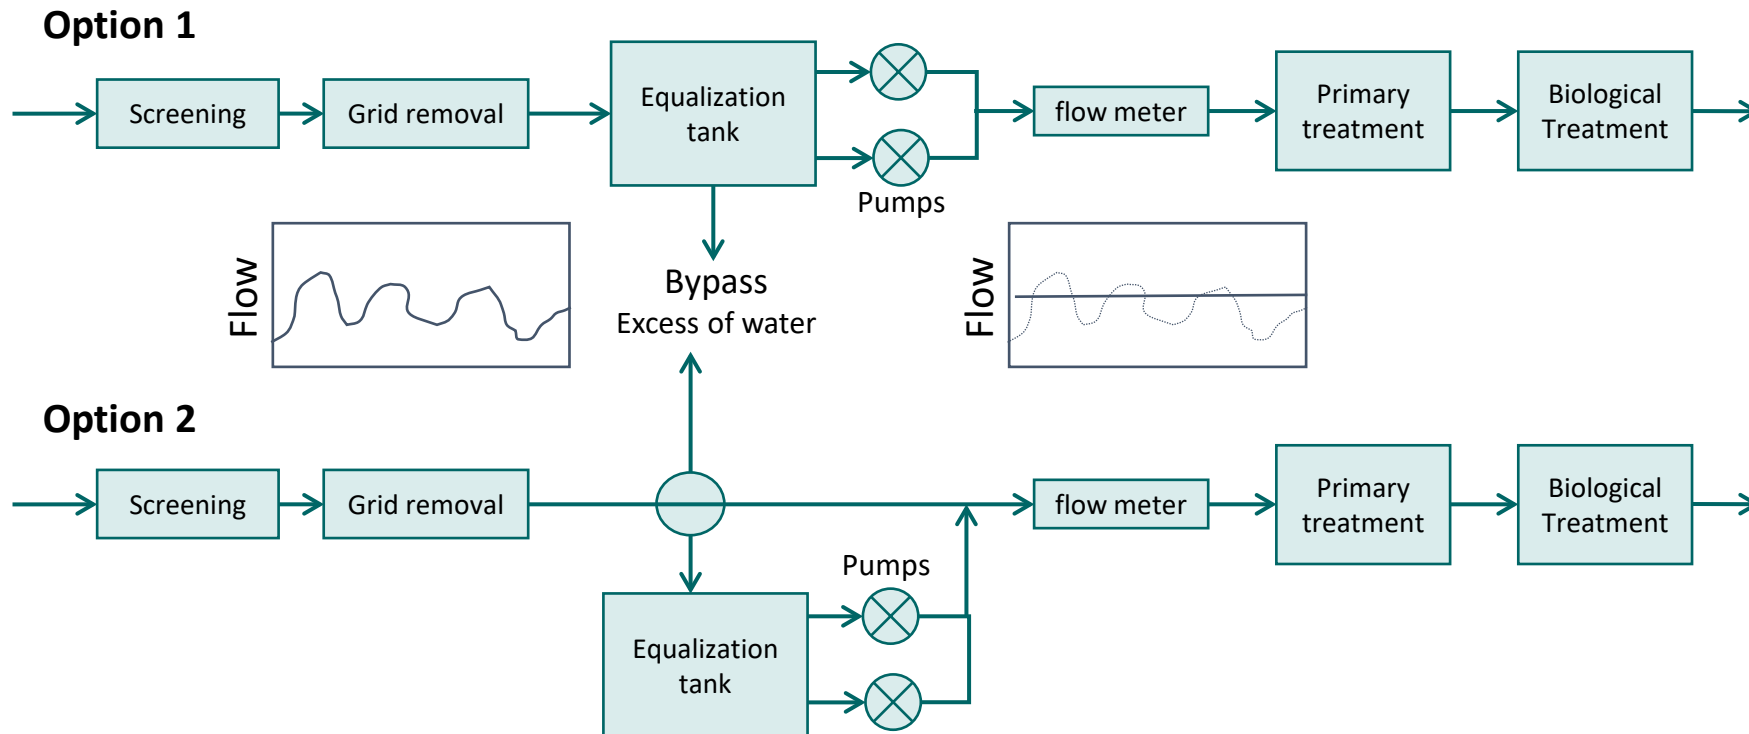 Option 1
Screening
Grid removal
Equalization
tank
Pumps
flow meter
Primary
treatment
Biological
Treatment
Flow
Bypass
Excess of water
Flow
Option 2
Screening
Grid removal
Equalization
tank
Pumps
flow meter
Primary
treatment
Biological
Treatment